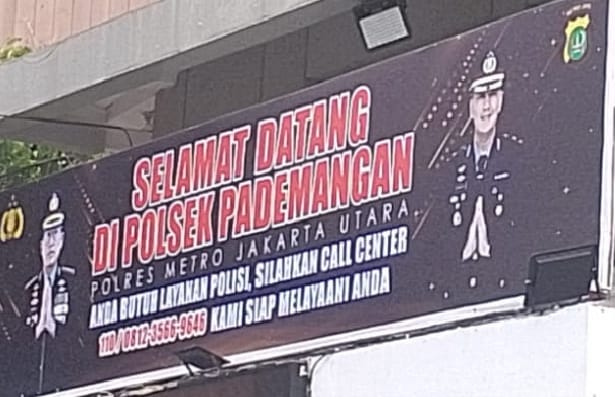 SELAMAT DATANG
DI POLSEK PADEMANGAN
POLRES METRO JAKARTA UTARA
ANDA BUTUH LAYANAN POLISI, SILAHKAN CALL CENTER
110 / 0812-3566-9646 KAMI SIAP MELAYAANI ANDA